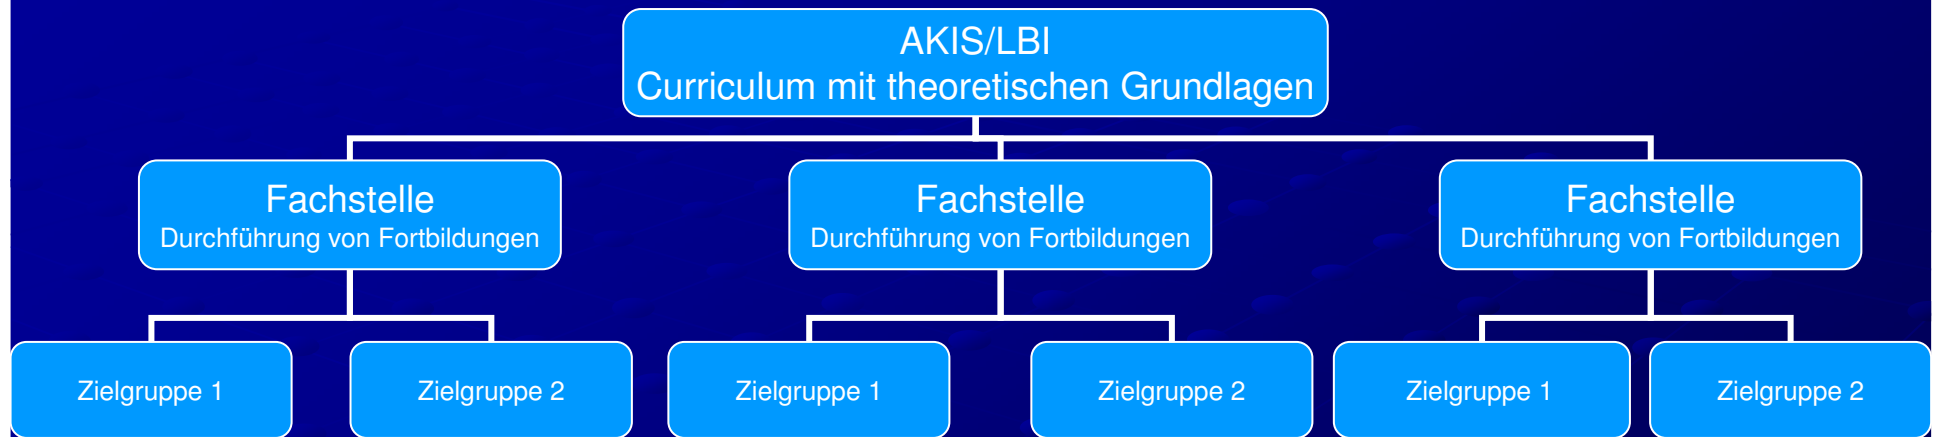 AKIS/LBI
Curriculum mit theoretischen Grundlagen
Fachstelle
Durchführung von Fortbildungen
Fachstelle
Durchführung von Fortbildungen
Fachstelle
Durchführung von Fortbildungen
Zielgruppe 1
Zielgruppe 2
Zielgruppe 1
Zielgruppe 2
Zielgruppe 1
Zielgruppe 2